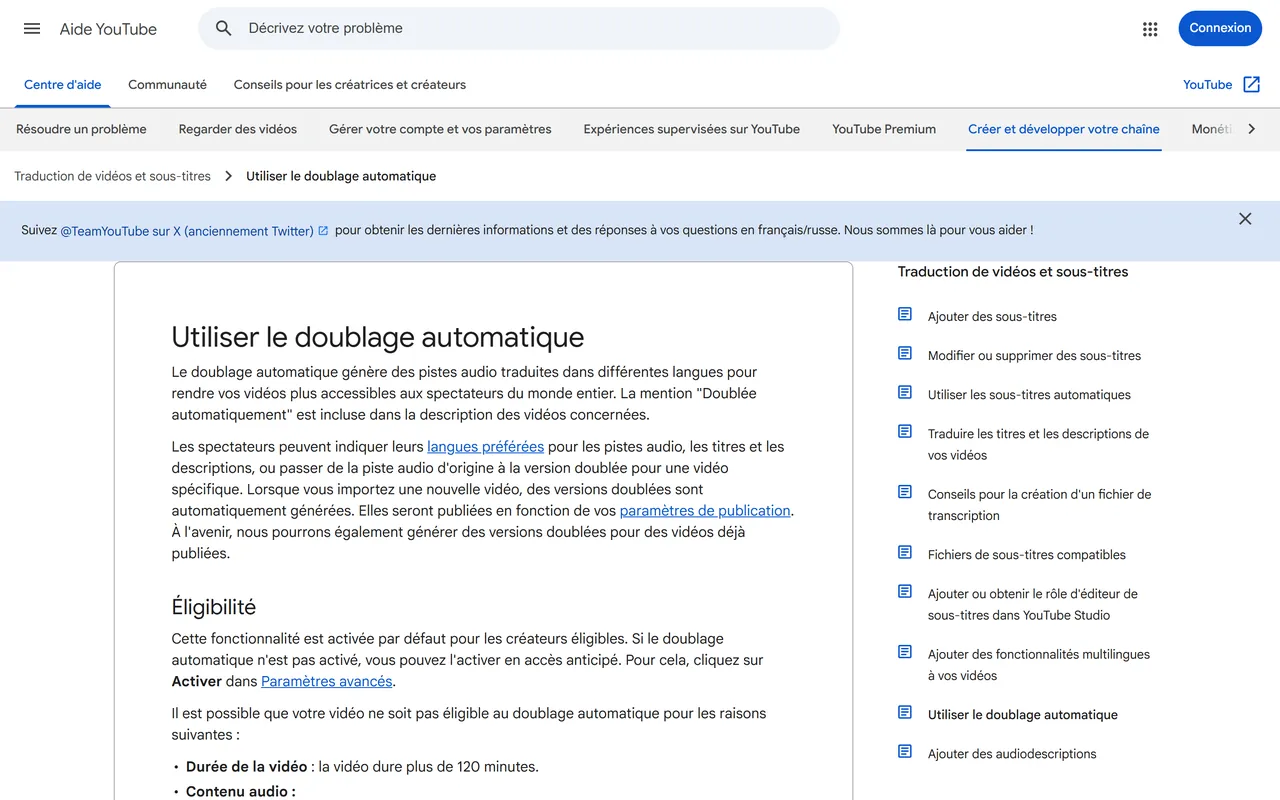 Aide YouTube
Décrivez votre problème
Connexion
Centre d'aide
Communauté
Conseils pour les créatrices et créateurs
YouTube
Résoudre un problème
Regarder des vidéos
Gérer votre compte et vos paramètres
Expériences supervisées sur YouTube
YouTube Premium
Créer et développer votre chaîne
Monéti
Traduction de vidéos et sous-titres
Utiliser le doublage automatique
Suivez @TeamYouTube sur X (anciennement Twitter) pour obtenir les dernières informations et des réponses à vos questions en français/russe. Nous sommes là pour vous aider !
Utiliser le doublage automatique
Le doublage automatique génère des pistes audio traduites dans différentes langues pour
rendre vos vidéos plus accessibles aux spectateurs du monde entier. La mention "Doublée
automatiquement" est incluse dans la description des vidéos concernées.
Les spectateurs peuvent indiquer leurs langues préférées pour les pistes audio, les titres et les
descriptions, ou passer de la piste audio d'origine à la version doublée pour une vidéo
spécifique. Lorsque vous importez une nouvelle vidéo, des versions doublées sont
automatiquement générées. Elles seront publiées en fonction de vos paramètres de publication.
À l'avenir, nous pourrons également générer des versions doublées pour des vidéos déjà
publiées.
Éligibilité
Cette fonctionnalité est activée par défaut pour les créateurs éligibles. Si le doublage
automatique n'est pas activé, vous pouvez l'activer en accès anticipé. Pour cela, cliquez sur
Activer dans Paramètres avancés.
Il est possible que votre vidéo ne soit pas éligible au doublage automatique pour les raisons
suivantes :
• Durée de la vidéo : la vidéo dure plus de 120 minutes.
• Contenu audio :
Traduction de vidéos et sous-titres
Ajouter des sous-titres
Modifier ou supprimer des sous-titres
Utiliser les sous-titres automatiques
Traduire les titres et les descriptions de
vos vidéos
Conseils pour la création d'un fichier de
transcription
Fichiers de sous-titres compatibles
Ajouter ou obtenir le rôle d'éditeur de
sous-titres dans YouTube Studio
Ajouter des fonctionnalités multilingues
à vos vidéos
Utiliser le doublage automatique
Ajouter des audiodescriptions